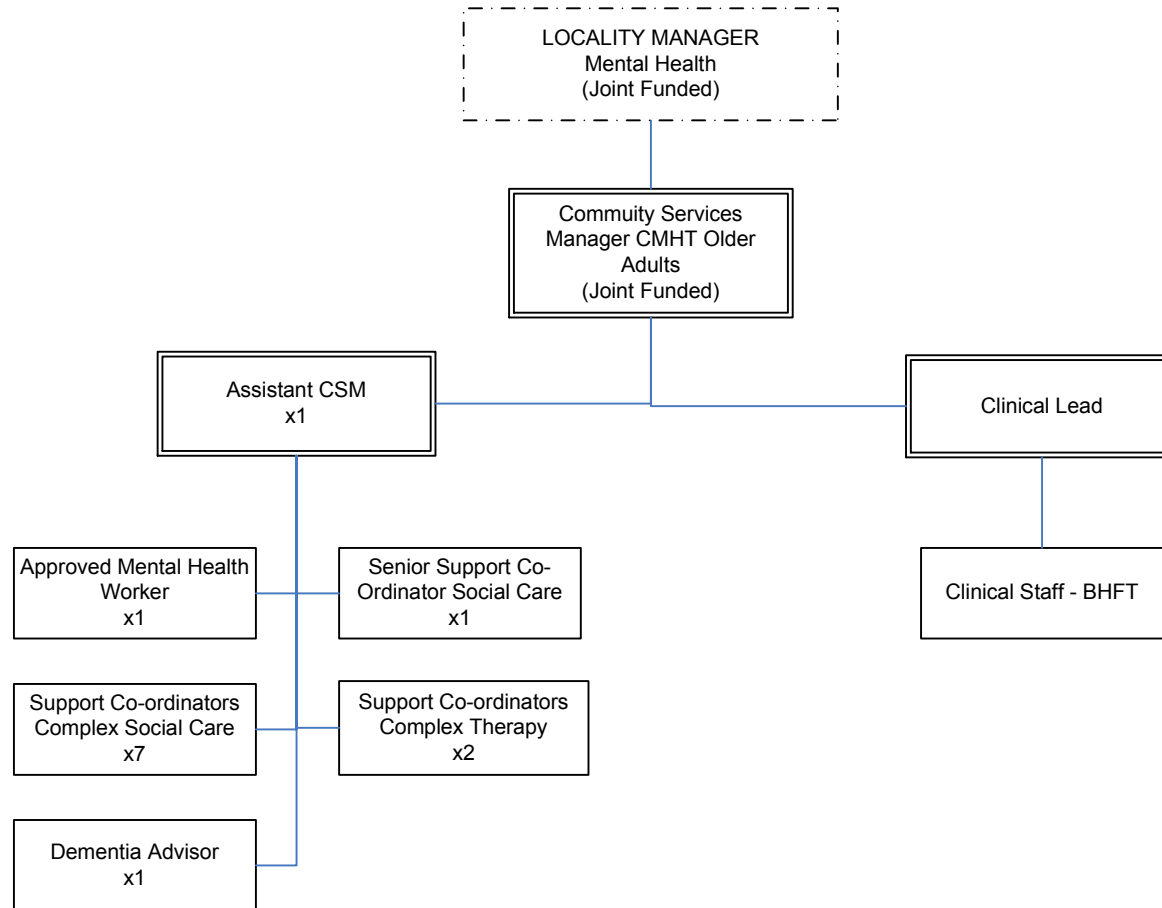 LOCALITY MANAGER
Mental Health
(Joint Funded)
Commuity Services
Manager CMHT Older
Adults
(Joint Funded)
Assistant CSM
x1
Clinical Lead
Approved Mental Health
Worker
x1
Senior Support Co-
Ordinator Social Care
x1
Clinical Staff - BHFT
Support Co-ordinators
Complex Social Care
x7
Support Co-ordinators
Complex Therapy
x2
Dementia Advisor
x1